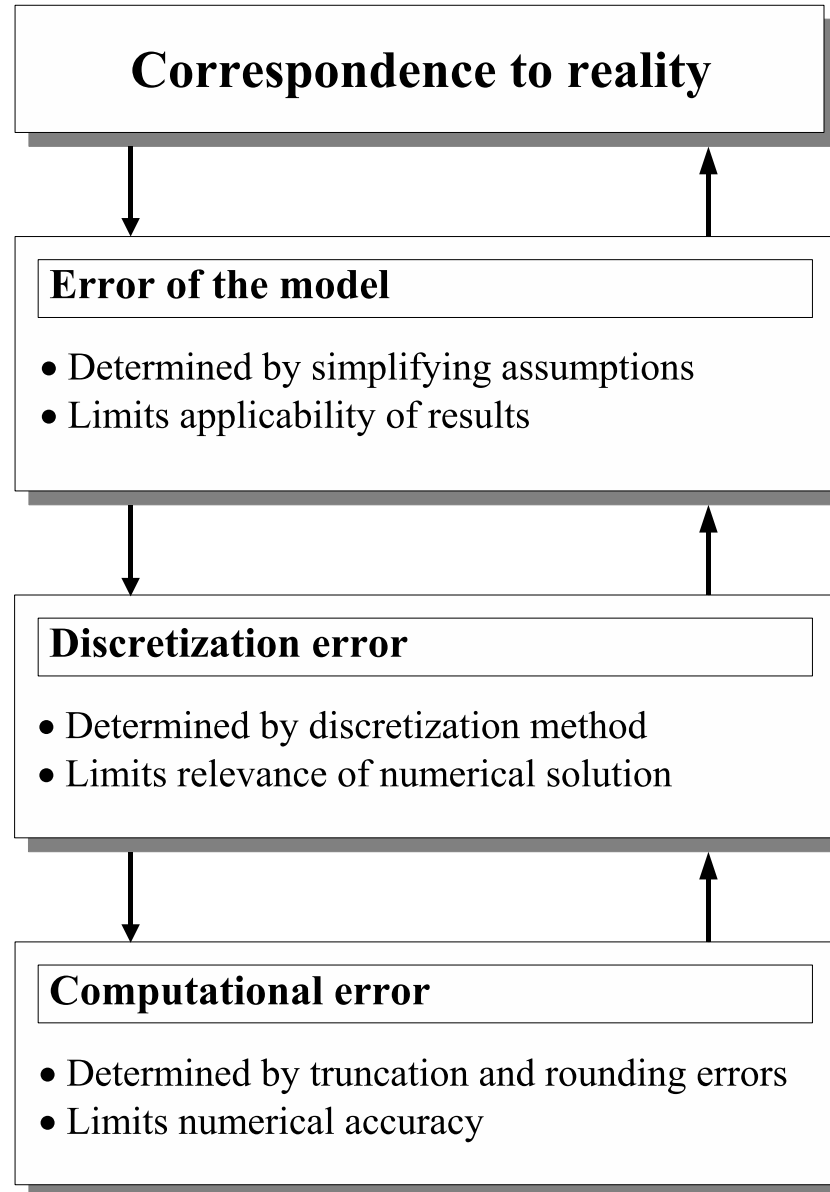 Correspondence to reality
Error of the model
• Determined by simplifying assumptions
• Limits applicability of results
Discretization error
• Determined by discretization method
• Limits relevance of numerical solution
Computational error
• Determined by truncation and rounding errors
• Limits numerical accuracy